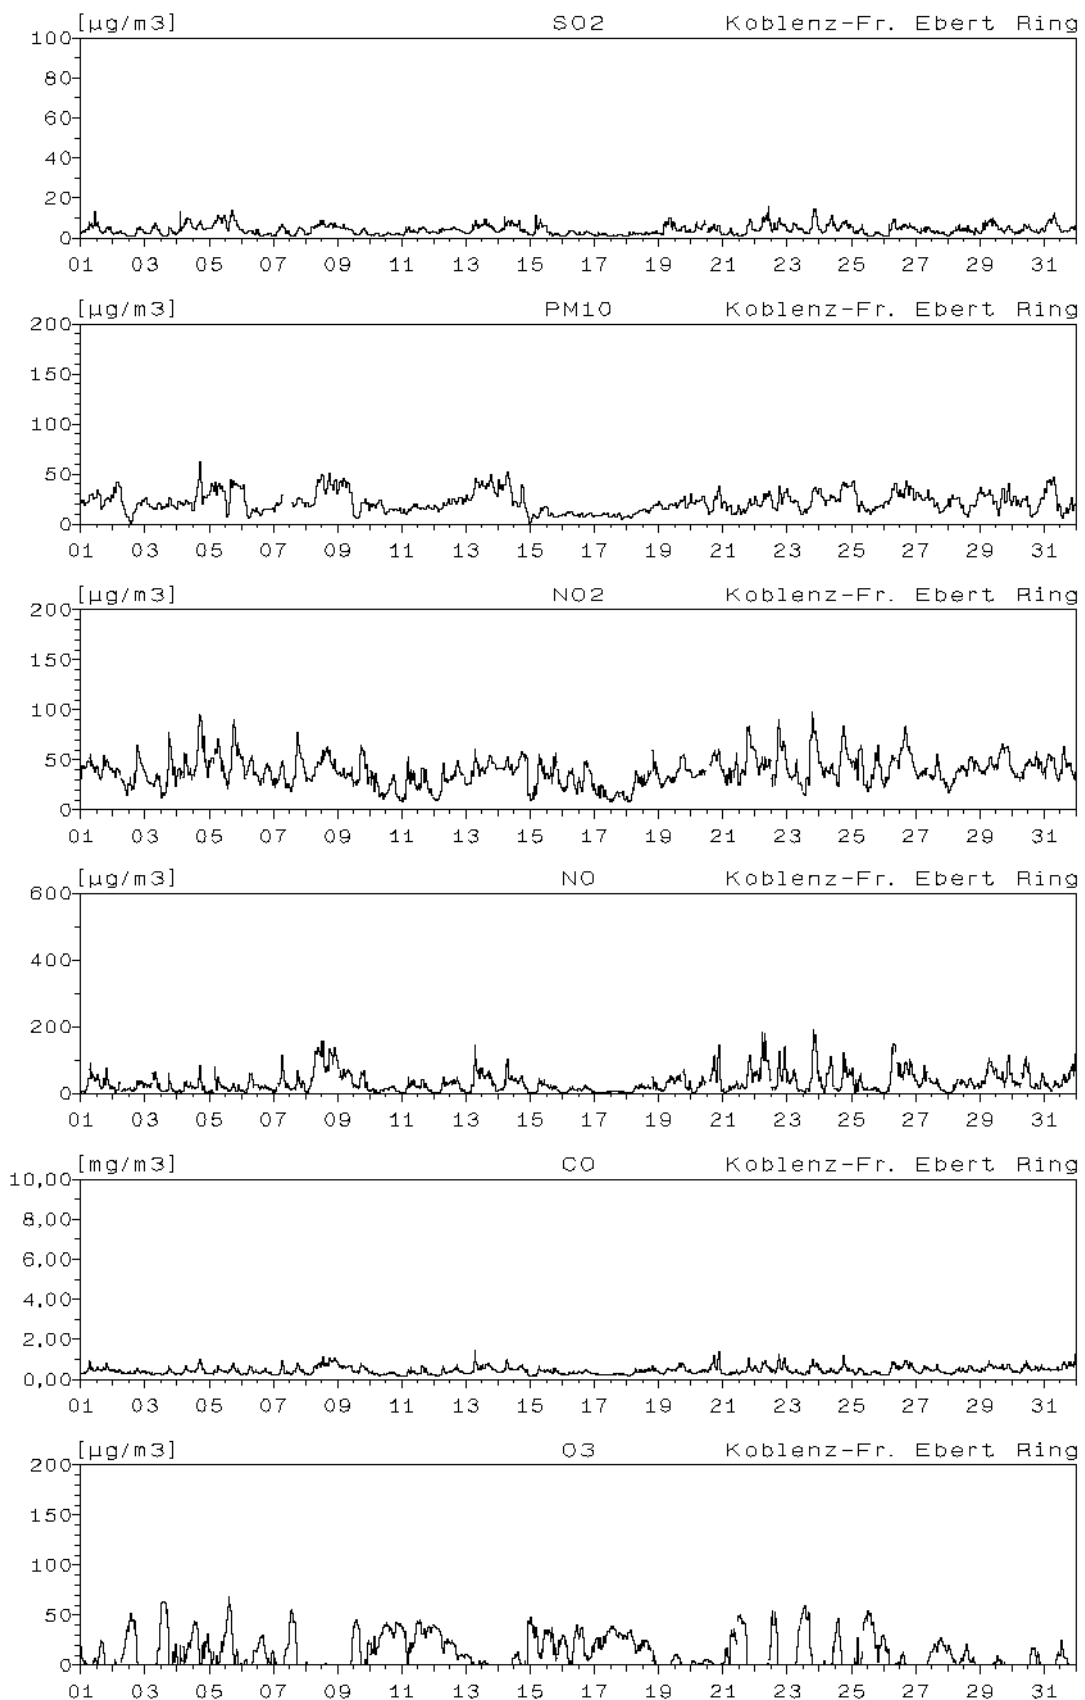 [µg/m3] SO2 Koblenz-Fr. Ebert Ring
100
80
60
40
20
0
01 03 05 07 09 11 13 15 17 19 21 23 25 27 29 31
[µg/m3] PM10 Koblenz-Fr. Ebert Ring
200
150
100
50
0
01 03 05 07 09 11 13 15 17 19 21 23 25 27 29 31
[µg/m3] NO2 Koblenz-Fr. Ebert Ring
200
150
100
50
0
01 03 05 07 09 11 13 15 17 19 21 23 25 27 29 31
[µg/m3] NO Koblenz-Fr. Ebert Ring
600
400
200
0
01 03 05 07 09 11 13 15 17 19 21 23 25 27 29 31
[mg/m3] CO Koblenz-Fr. Ebert Ring
10,00
8,00
6,00
4,00
2,00
0,00
01 03 05 07 09 11 13 15 17 19 21 23 25 27 29 31
[µg/m3] O3 Koblenz-Fr. Ebert Ring
200
150
100
50
0
01 03 05 07 09 11 13 15 17 19 21 23 25 27 29 31